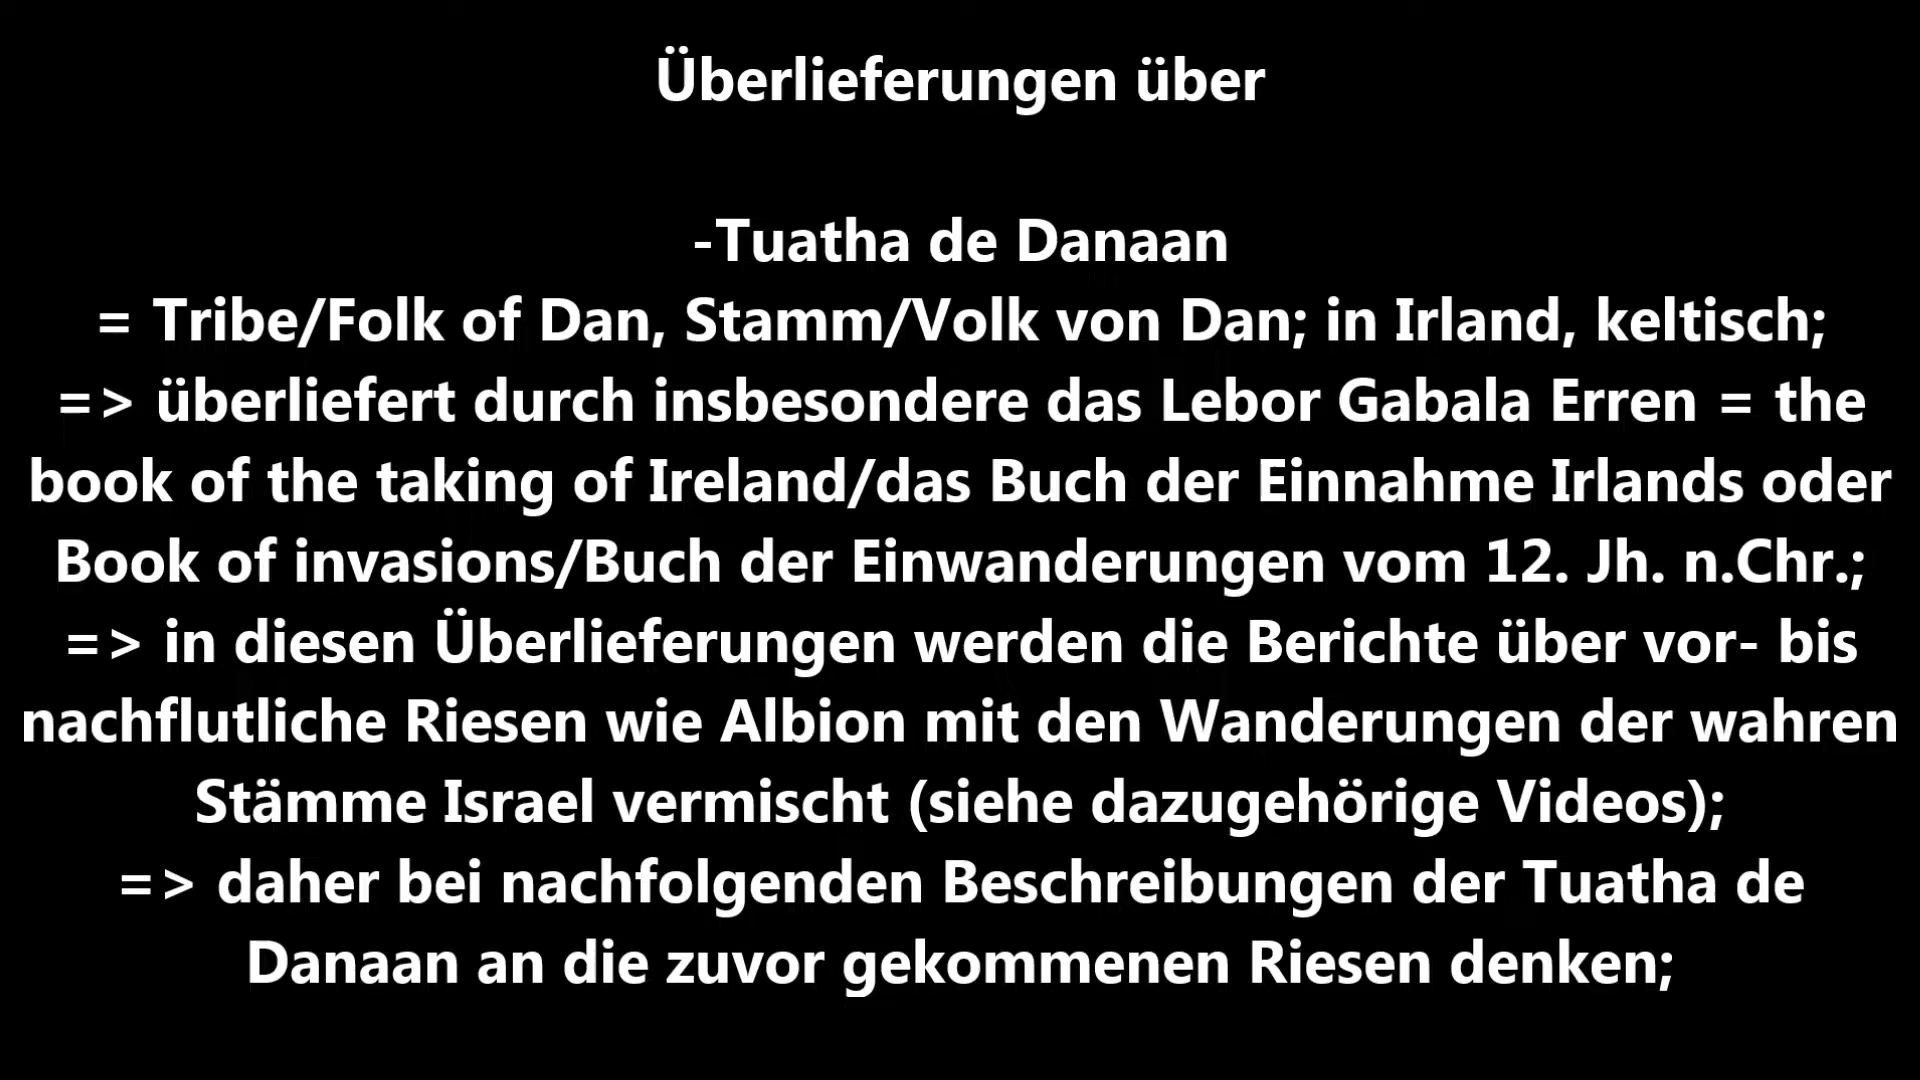 Überlieferungen über
-Tuatha de Danaan
= Tribe/Folk of Dan, Stamm/Volk von Dan; in Irland, keltisch;
=> überliefert durch insbesondere das Lebor Gabala Erren = the
book of the taking of Ireland/das Buch der Einnahme Irlands oder
Book of invasions/Buch der Einwanderungen vom 12. Jh. n.Chr.;
=> in diesen Überlieferungen werden die Berichte über vor- bis
nachflutliche Riesen wie Albion mit den Wanderungen der wahren
Stämme Israel vermischt (siehe dazugehörige Videos);
=> daher bei nachfolgenden Beschreibungen der Tuatha de
Danaan an die zuvor gekommenen Riesen denken;